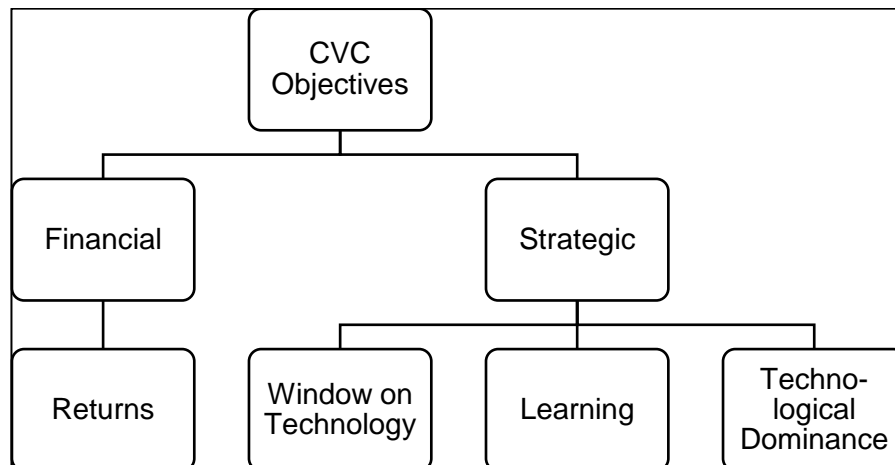 CVC
Objectives
Financial
Strategic
Returns
Window on
Technology
Learning
Techno-
logical
Dominance